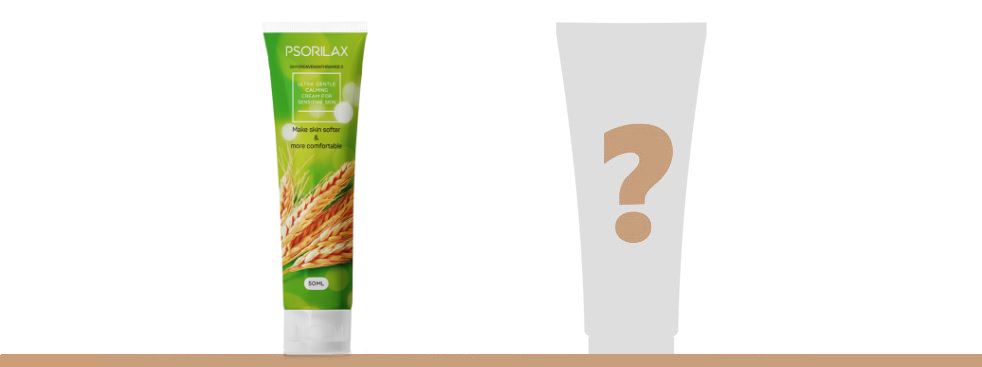 PSORILAX
ULTRA GENTLE
CALMING
CREAM FOR
SENSITIVE SKIN
Make skin softer
&
more comfortable
50ML
?